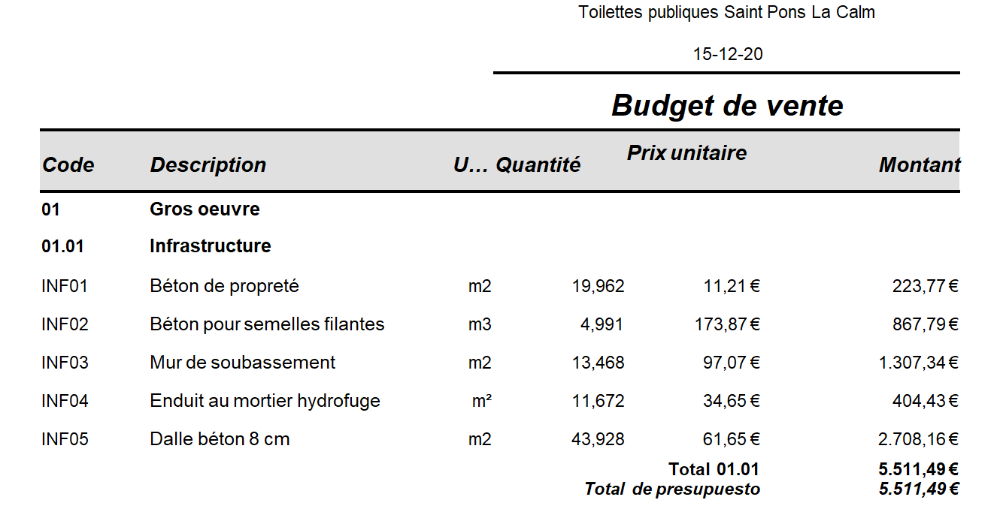 Toilettes publiques Saint Pons La Calm
15-12-20
Budget de vente
Code Description U… Quantité Prix unitaire Montant
01 Gros oeuvre
01.01 Infrastructure
INF01 Béton de propreté m2 19,962 11,21 € 223,77 €
INF02 Béton pour semelles filantes m3 4,991 173,87 € 867,79 €
INF03 Mur de soubassement m2 13,468 97,07 € 1.307,34 €
INF04 Enduit au mortier hydrofuge m² 11,672 34,65 € 404,43 €
INF05 Dalle béton 8 cm m2 43,928 61,65 € 2.708,16 €
Total 01.01 5.511,49 €
Total de presupuesto 5.511,49 €